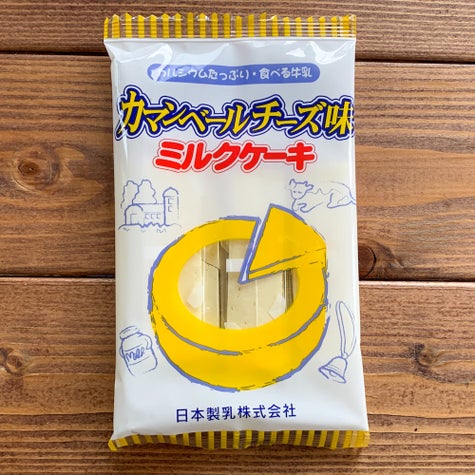 カルシウムたっぷり・食べる牛乳
カマンベールチーズ味
ミルクケーキ
Milk
日本製乳株式会社